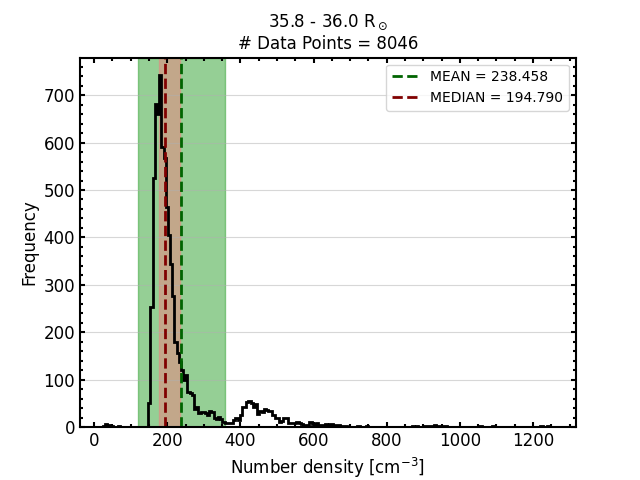 35.8 - 36.0 R⊙
# Data Points = 8046
MEAN = 238.458
MEDIAN = 194.790
Frequency
700
600
500
400
300
200
100
0
0 200 400 600 800 1000 1200
Number density [cm⁻³]